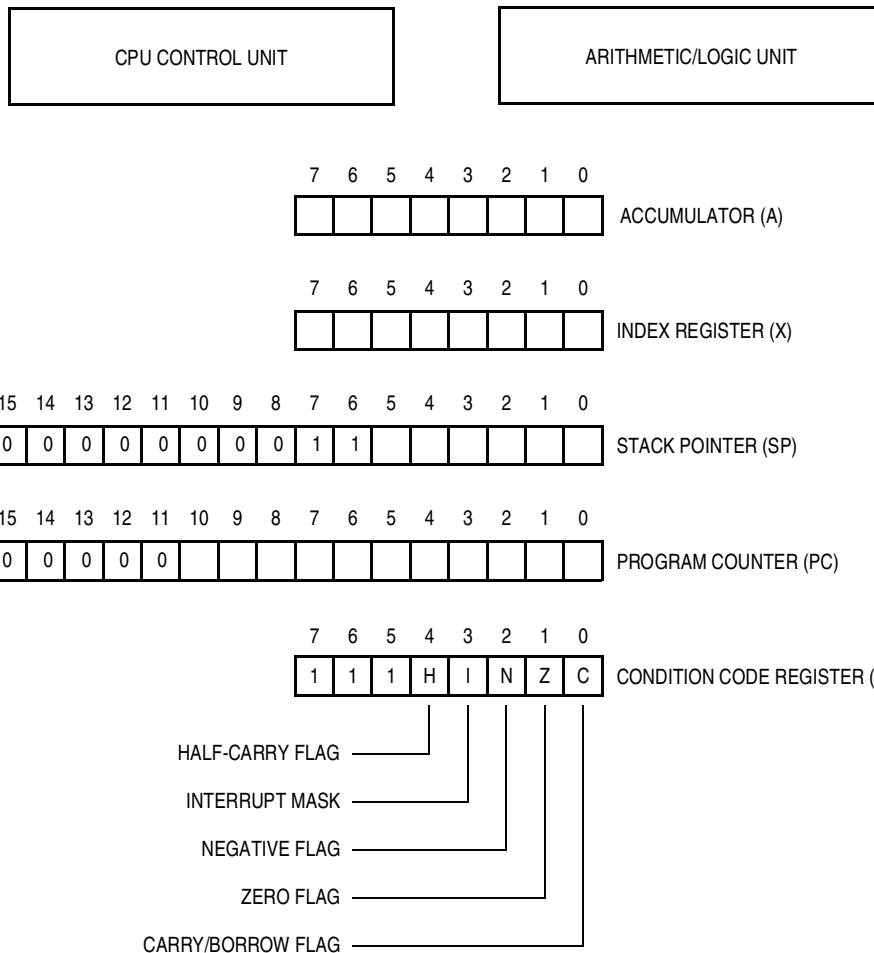 CPU CONTROL UNIT
ARITHMETIC/LOGIC UNIT
7 6 5 4 3 2 1 0
ACCUMULATOR (A)
7 6 5 4 3 2 1 0
INDEX REGISTER (X)
15 14 13 12 11 10 9 8 7 6 5 4 3 2 1 0
0 0 0 0 0 0 0 0 1 1 STACK POINTER (SP)
15 14 13 12 11 10 9 8 7 6 5 4 3 2 1 0
0 0 0 0 0 PROGRAM COUNTER (PC)
7 6 5 4 3 2 1 0
1 1 1 H I N Z C CONDITION CODE REGISTER (
HALF-CARRY FLAG
INTERRUPT MASK
NEGATIVE FLAG
ZERO FLAG
CARRY/BORROW FLAG